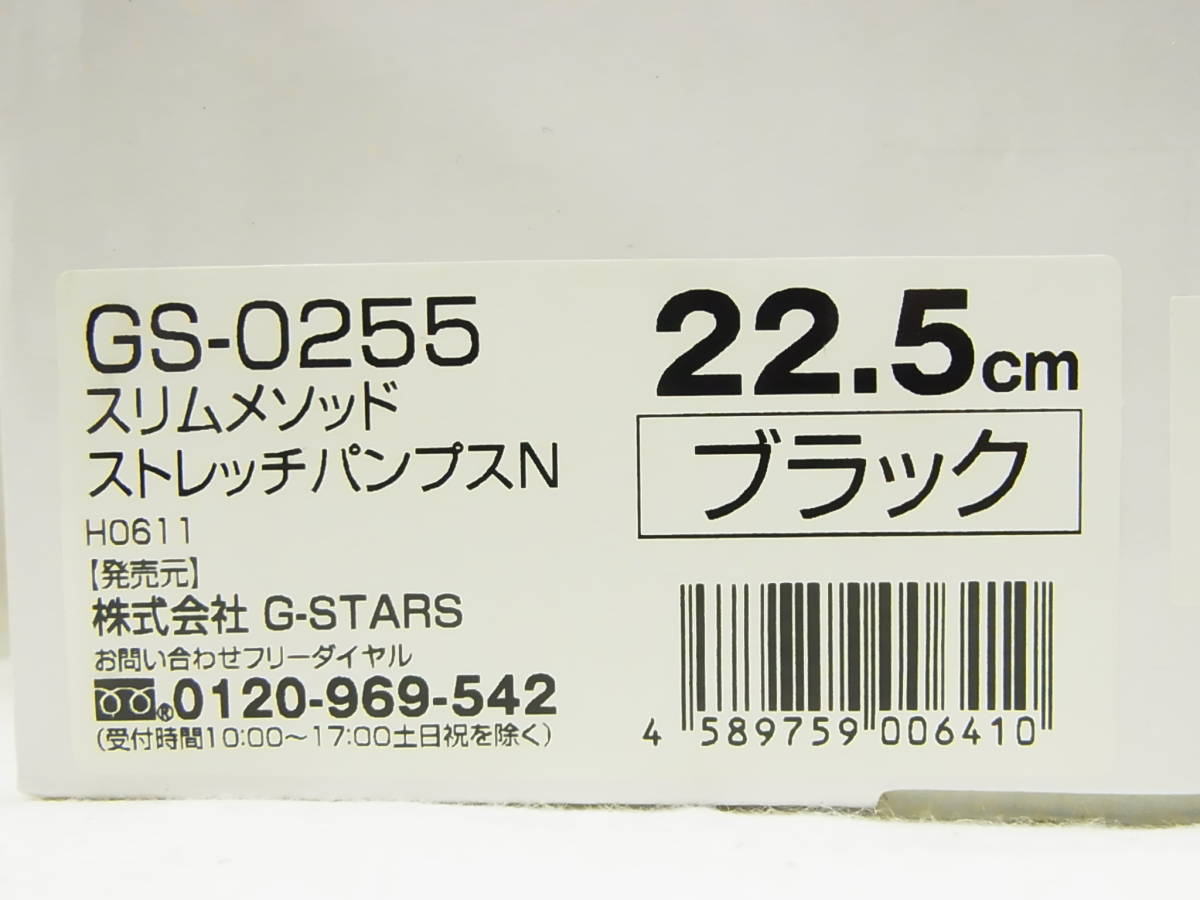 GS-0255
スリムメソッド
ストレッチパンプスN
H0611
【発売元】
株式会社 G-STARS
お問い合わせフリーダイヤル
®0120-969-542
(受付時間10:00〜17:00土日祝を除く)
22.5cm
ブラック
4 589759 006410